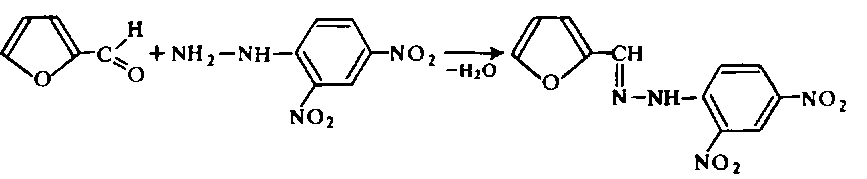 H
C
O
O
+ NH₂–NH
NO₂
NO₂
–H₂O
O
CH
N–NH
NO₂
NO₂